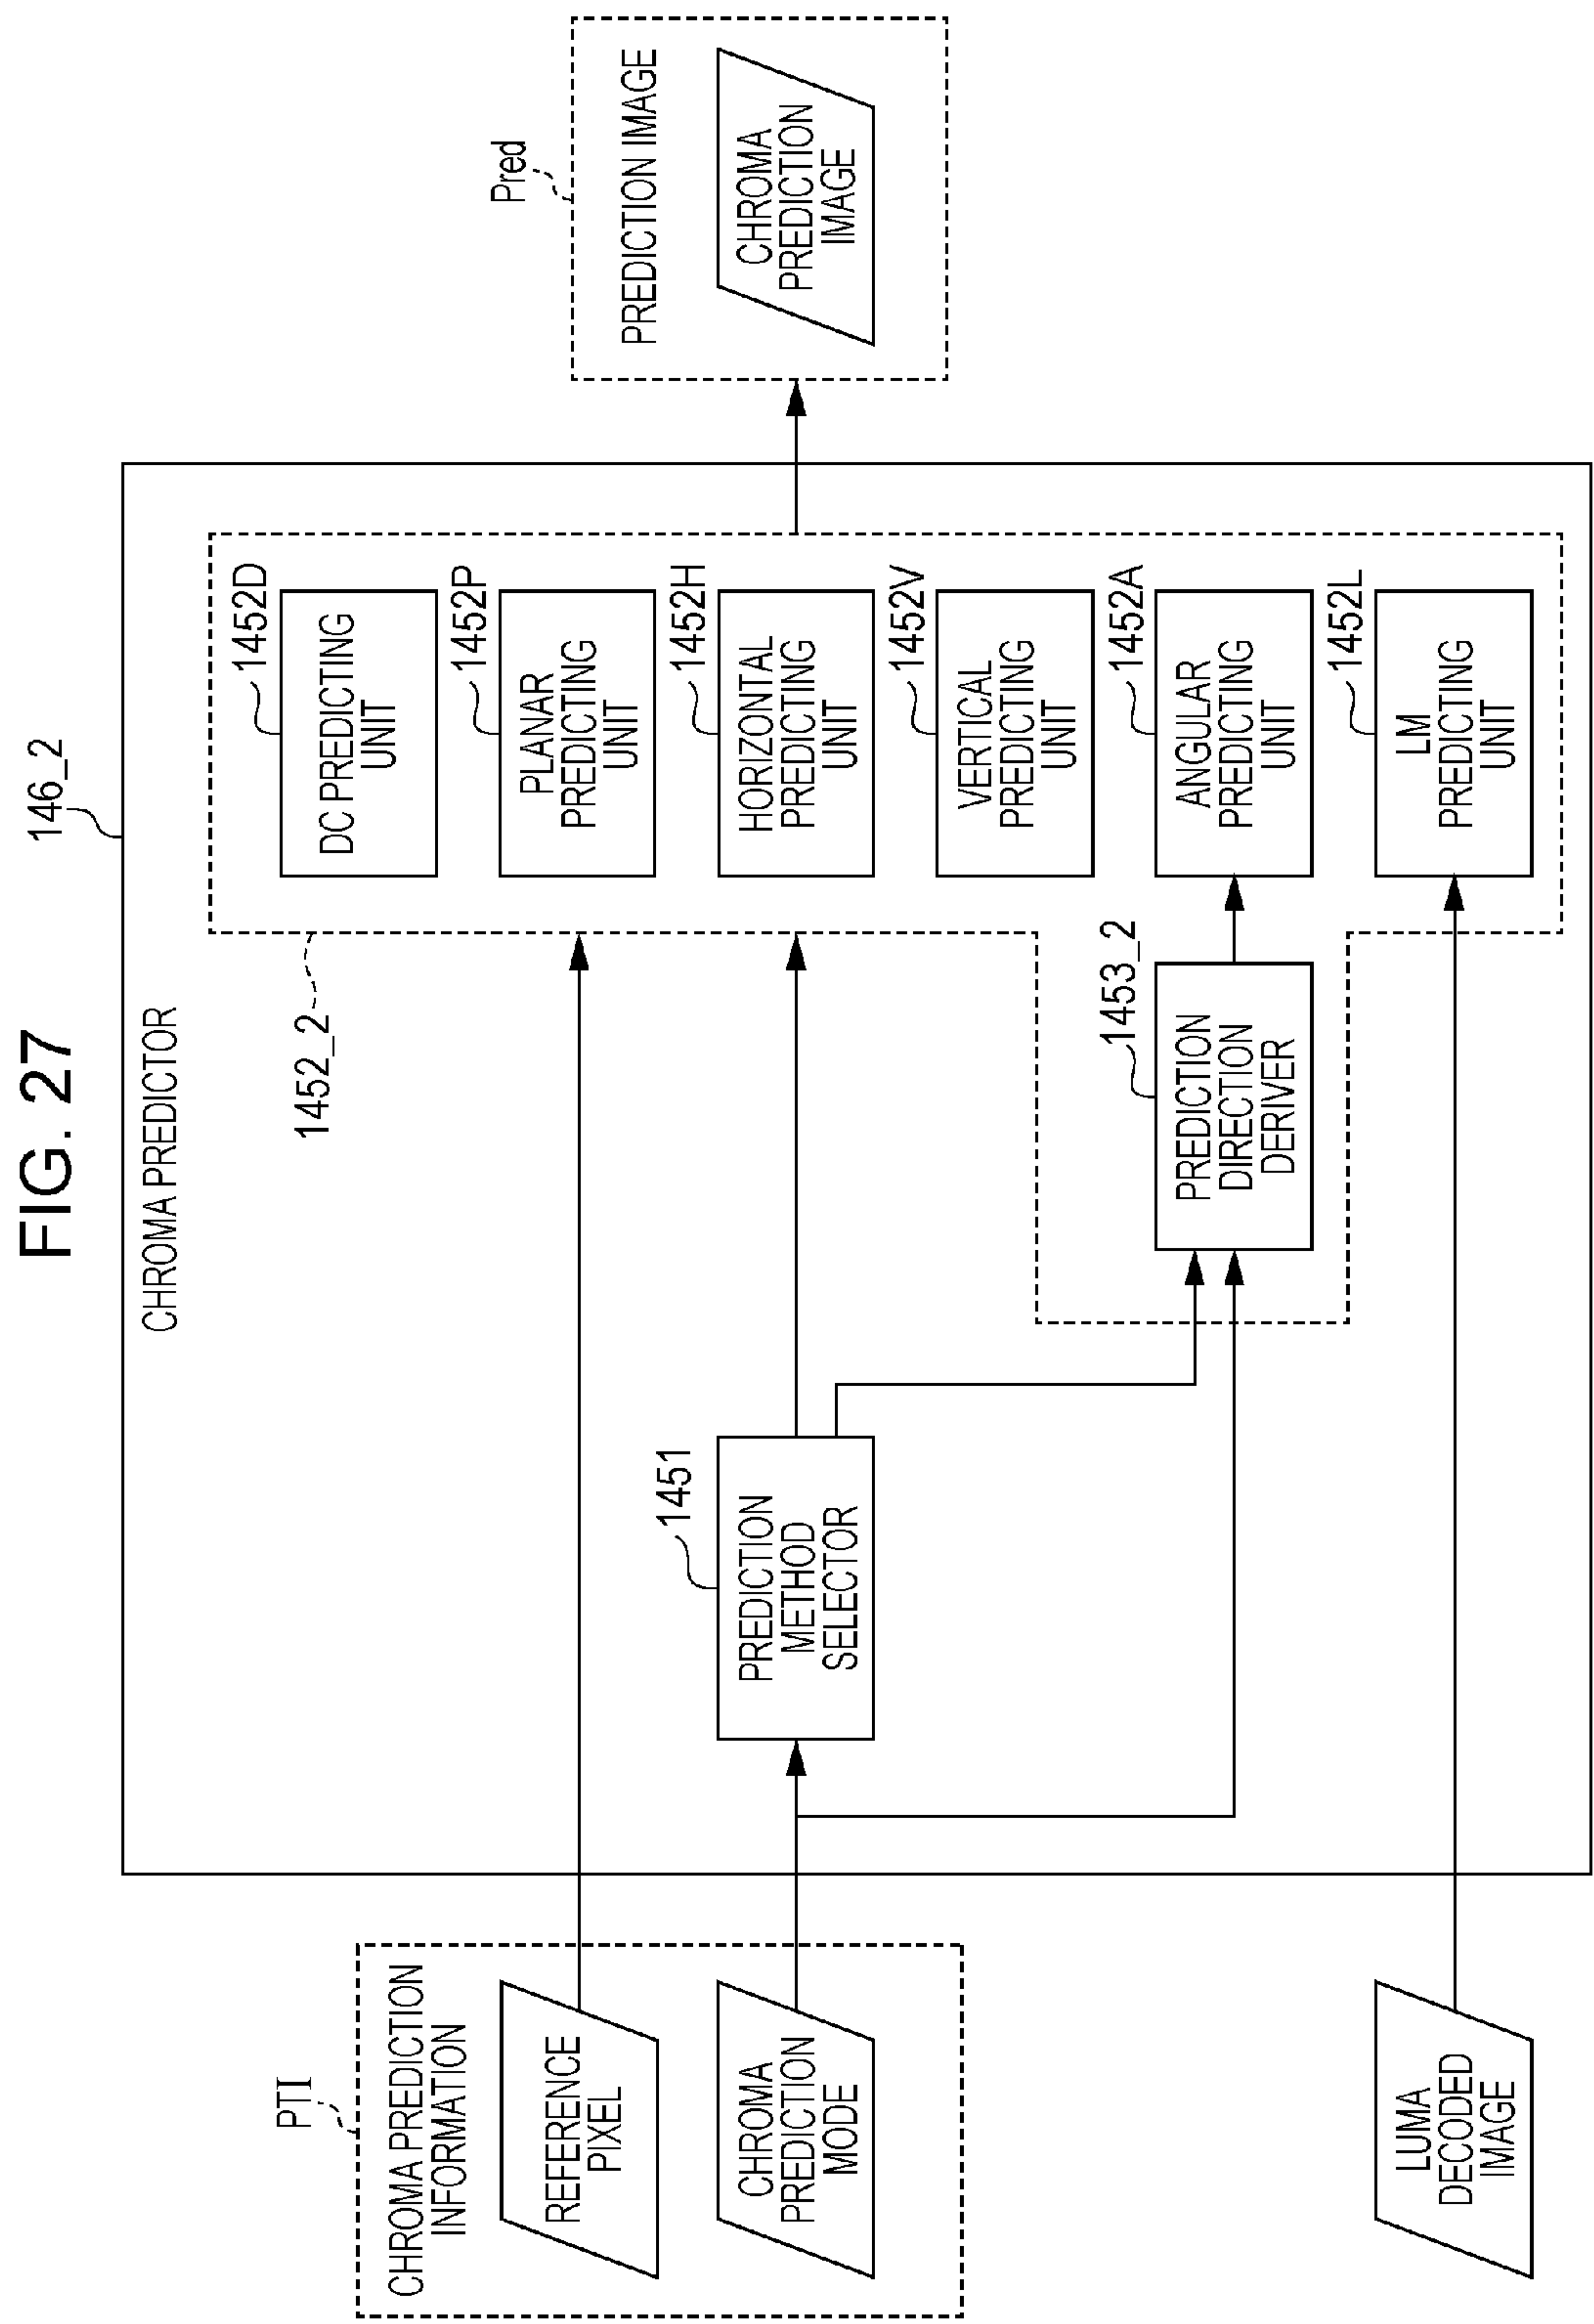 FIG. 27
146_2
CHROMA PREDICTOR
PTI
CHROMA PREDICTION
INFORMATION
REFERENCE
PIXEL
CHROMA
PREDICTION
MODE
LUMA
DECODED
IMAGE
1451
PREDICTION
METHOD
SELECTOR
1452_2
1453_2
PREDICTION
DIRECTION
DERIVER
1452D
DC PREDICTING
UNIT
1452P
PLANAR
PREDICTING
UNIT
1452H
HORIZONTAL
PREDICTING
UNIT
1452V
VERTICAL
PREDICTING
UNIT
1452A
ANGULAR
PREDICTING
UNIT
1452L
LM
PREDICTING
UNIT
Pred
PREDICTION IMAGE
CHROMA
PREDICTION
IMAGE